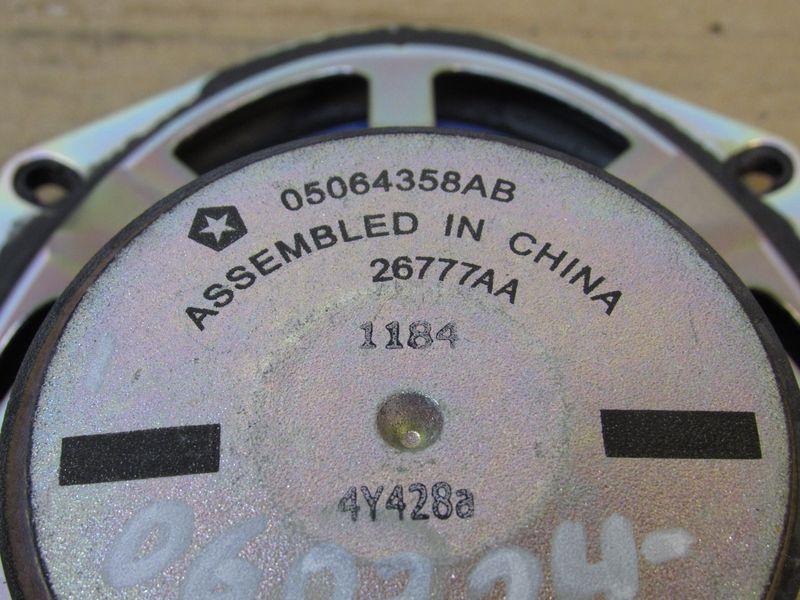 05064358AB
ASSEMBLED IN CHINA
26777AA
1184
4Y428a